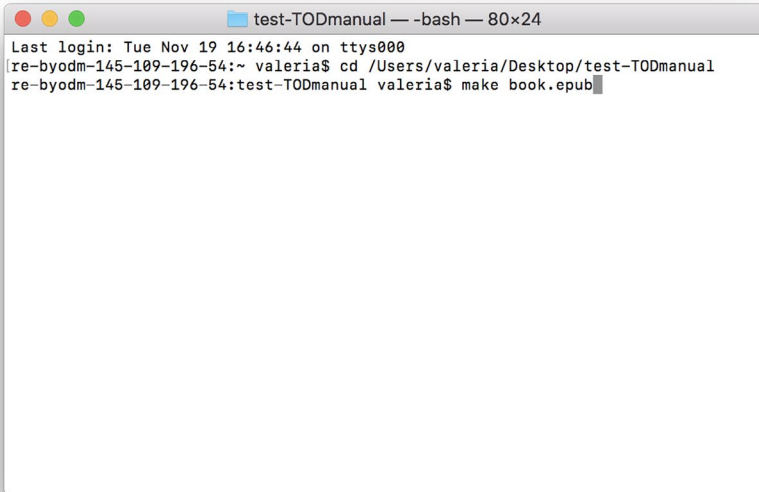 test-TODmanual — -bash — 80×24
Last login: Tue Nov 19 16:46:44 on ttys000
[re-byodm-145-109-196-54:~ valeria$ cd /Users/valeria/Desktop/test-TODmanual
re-byodm-145-109-196-54:test-TODmanual valeria$ make book.epub